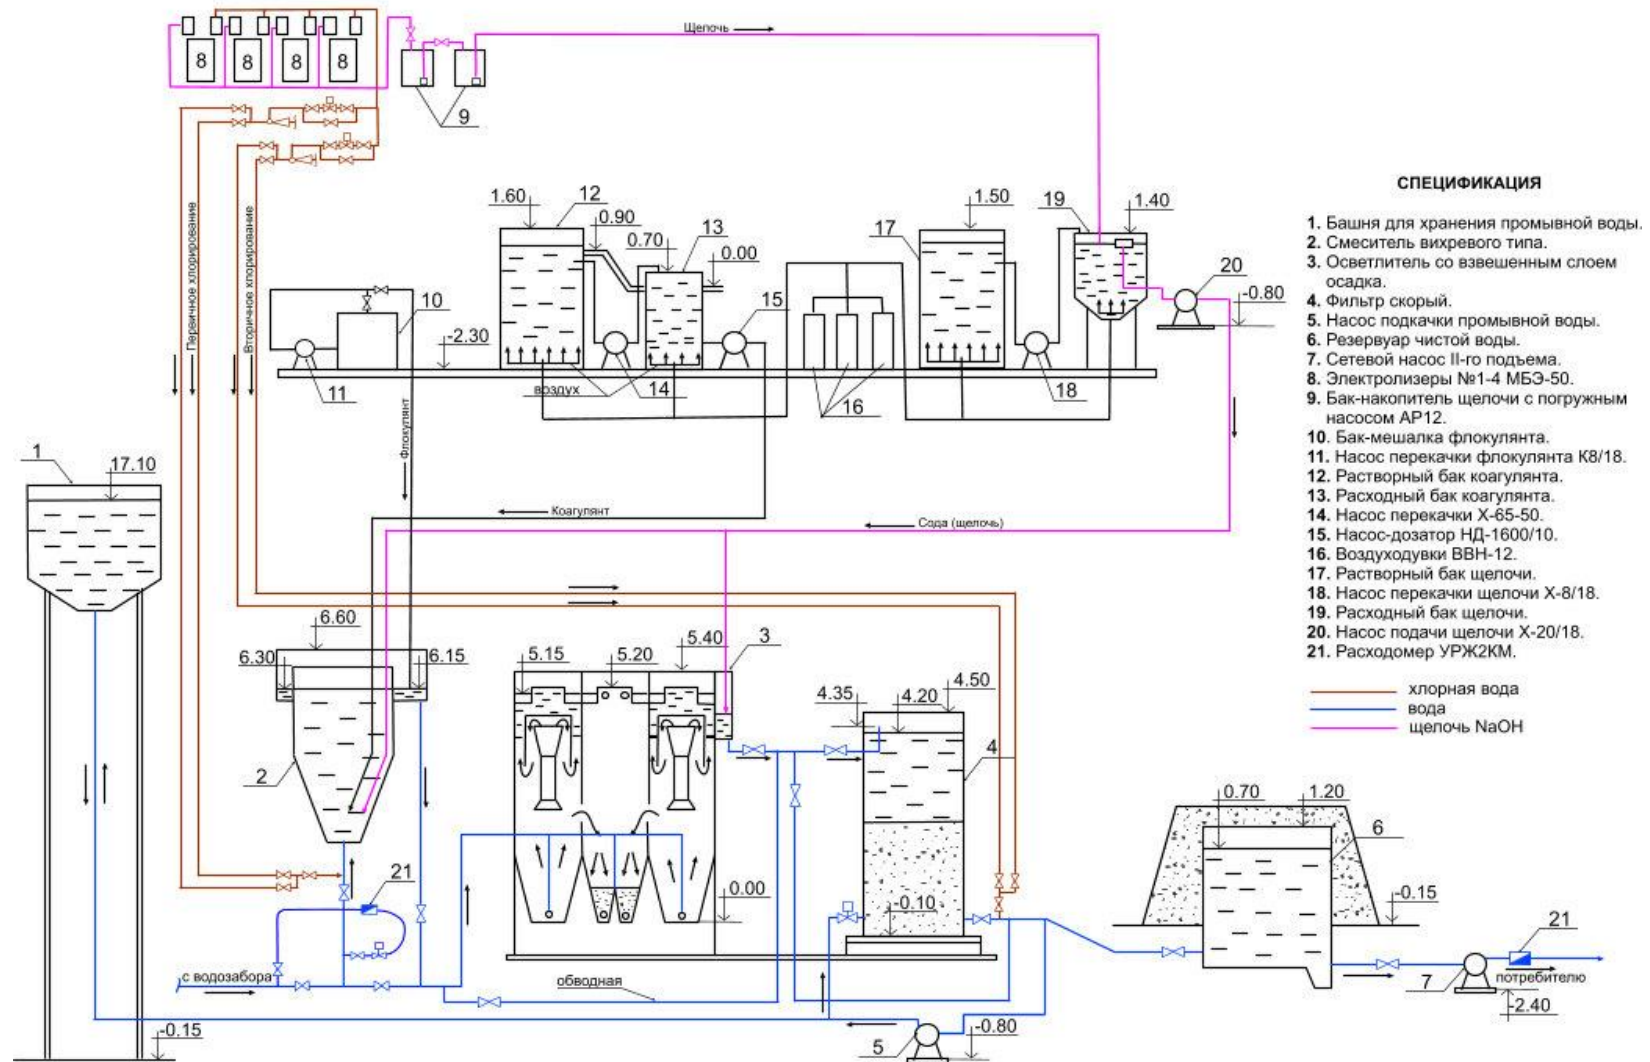 8
8
8
8
9
Щелочь
Первичное хлорирование
Вторичное хлорирование
1.60
12
0.90
0.70
13
0.00
17
1.50
19
1.40
20
-0.80
10
-2.30
15
11
воздух
14
16
18
Флокулянт
Коагулянт
Сода (щелочь)
1
17.10
6.60
6.30
6.15
2
5.15
5.20
5.40
3
4.35
4.20
4.50
4
0.00
-0.10
21
с водозабора
обводная
-0.15
5
-0.80
0.70
1.20
6
-0.15
21
7
потребителю
-2.40
СПЕЦИФИКАЦИЯ
1. Башня для хранения промывной воды.
2. Смеситель вихревого типа.
3. Осветлитель со взвешенным слоем
осадка.
4. Фильтр скорый.
5. Насос подкачки промывной воды.
6. Резервуар чистой воды.
7. Сетевой насос II-го подъема.
8. Электролизеры №1-4 МБЭ-50.
9. Бак-накопитель щелочи с погружным
насосом АР12.
10. Бак-мешалка флокулянта.
11. Насос перекачки флокулянта К8/18.
12. Растворный бак коагулянта.
13. Расходный бак коагулянта.
14. Насос перекачки Х-65-50.
15. Насос-дозатор НД-1600/10.
16. Воздуходувки ВВН-12.
17. Растворный бак щелочи.
18. Насос перекачки щелочи Х-8/18.
19. Расходный бак щелочи.
20. Насос подачи щелочи Х-20/18.
21. Расходомер УРЖ2КМ.
хлорная вода
вода
щелочь NaOH